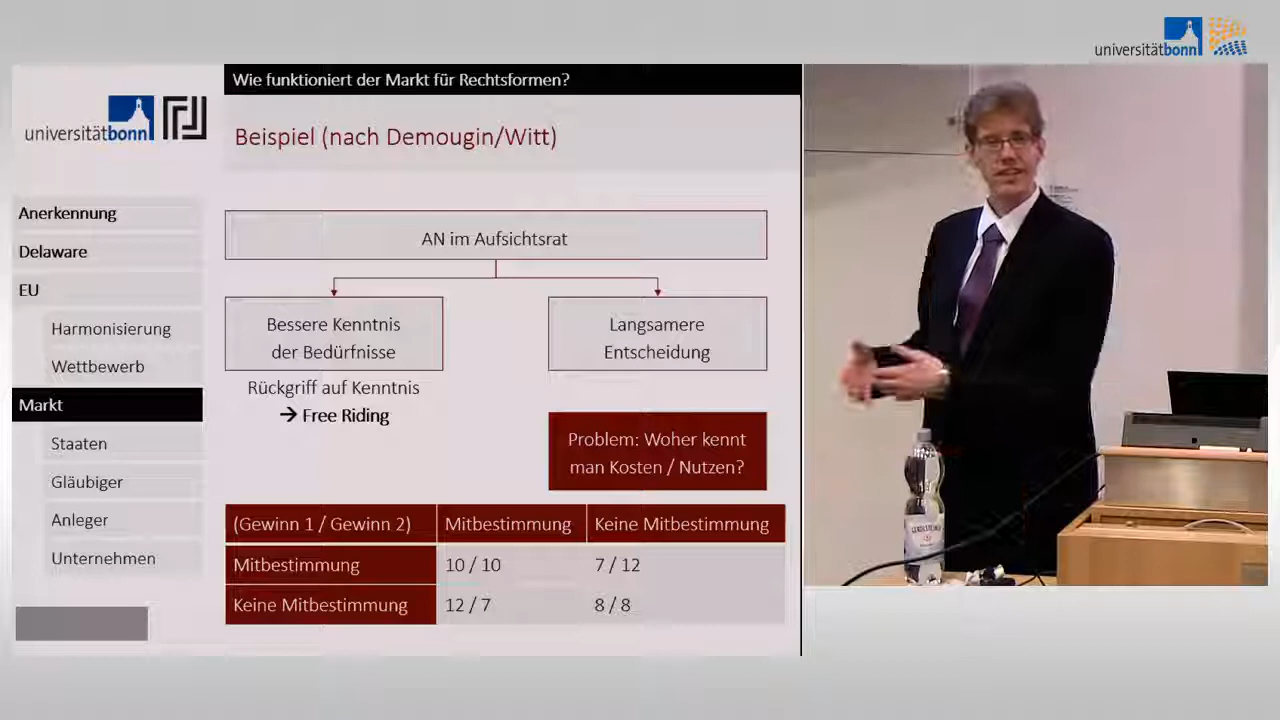 universitätbonn
Wie funktioniert der Markt für Rechtsformen?
universitätbonn
Beispiel (nach Demougin/Witt)
Anerkennung
Delaware
EU
Harmonisierung
Wettbewerb
Markt
Staaten
Gläubiger
Anleger
Unternehmen
AN im Aufsichtsrat
Bessere Kenntnis
der Bedürfnisse
Langsamere
Entscheidung
Rückgriff auf Kenntnis
→ Free Riding
Problem: Woher kennt
man Kosten / Nutzen?
(Gewinn 1 / Gewinn 2) Mitbestimmung Keine Mitbestimmung
Mitbestimmung 10 / 10 7 / 12
Keine Mitbestimmung 12 / 7 8 / 8